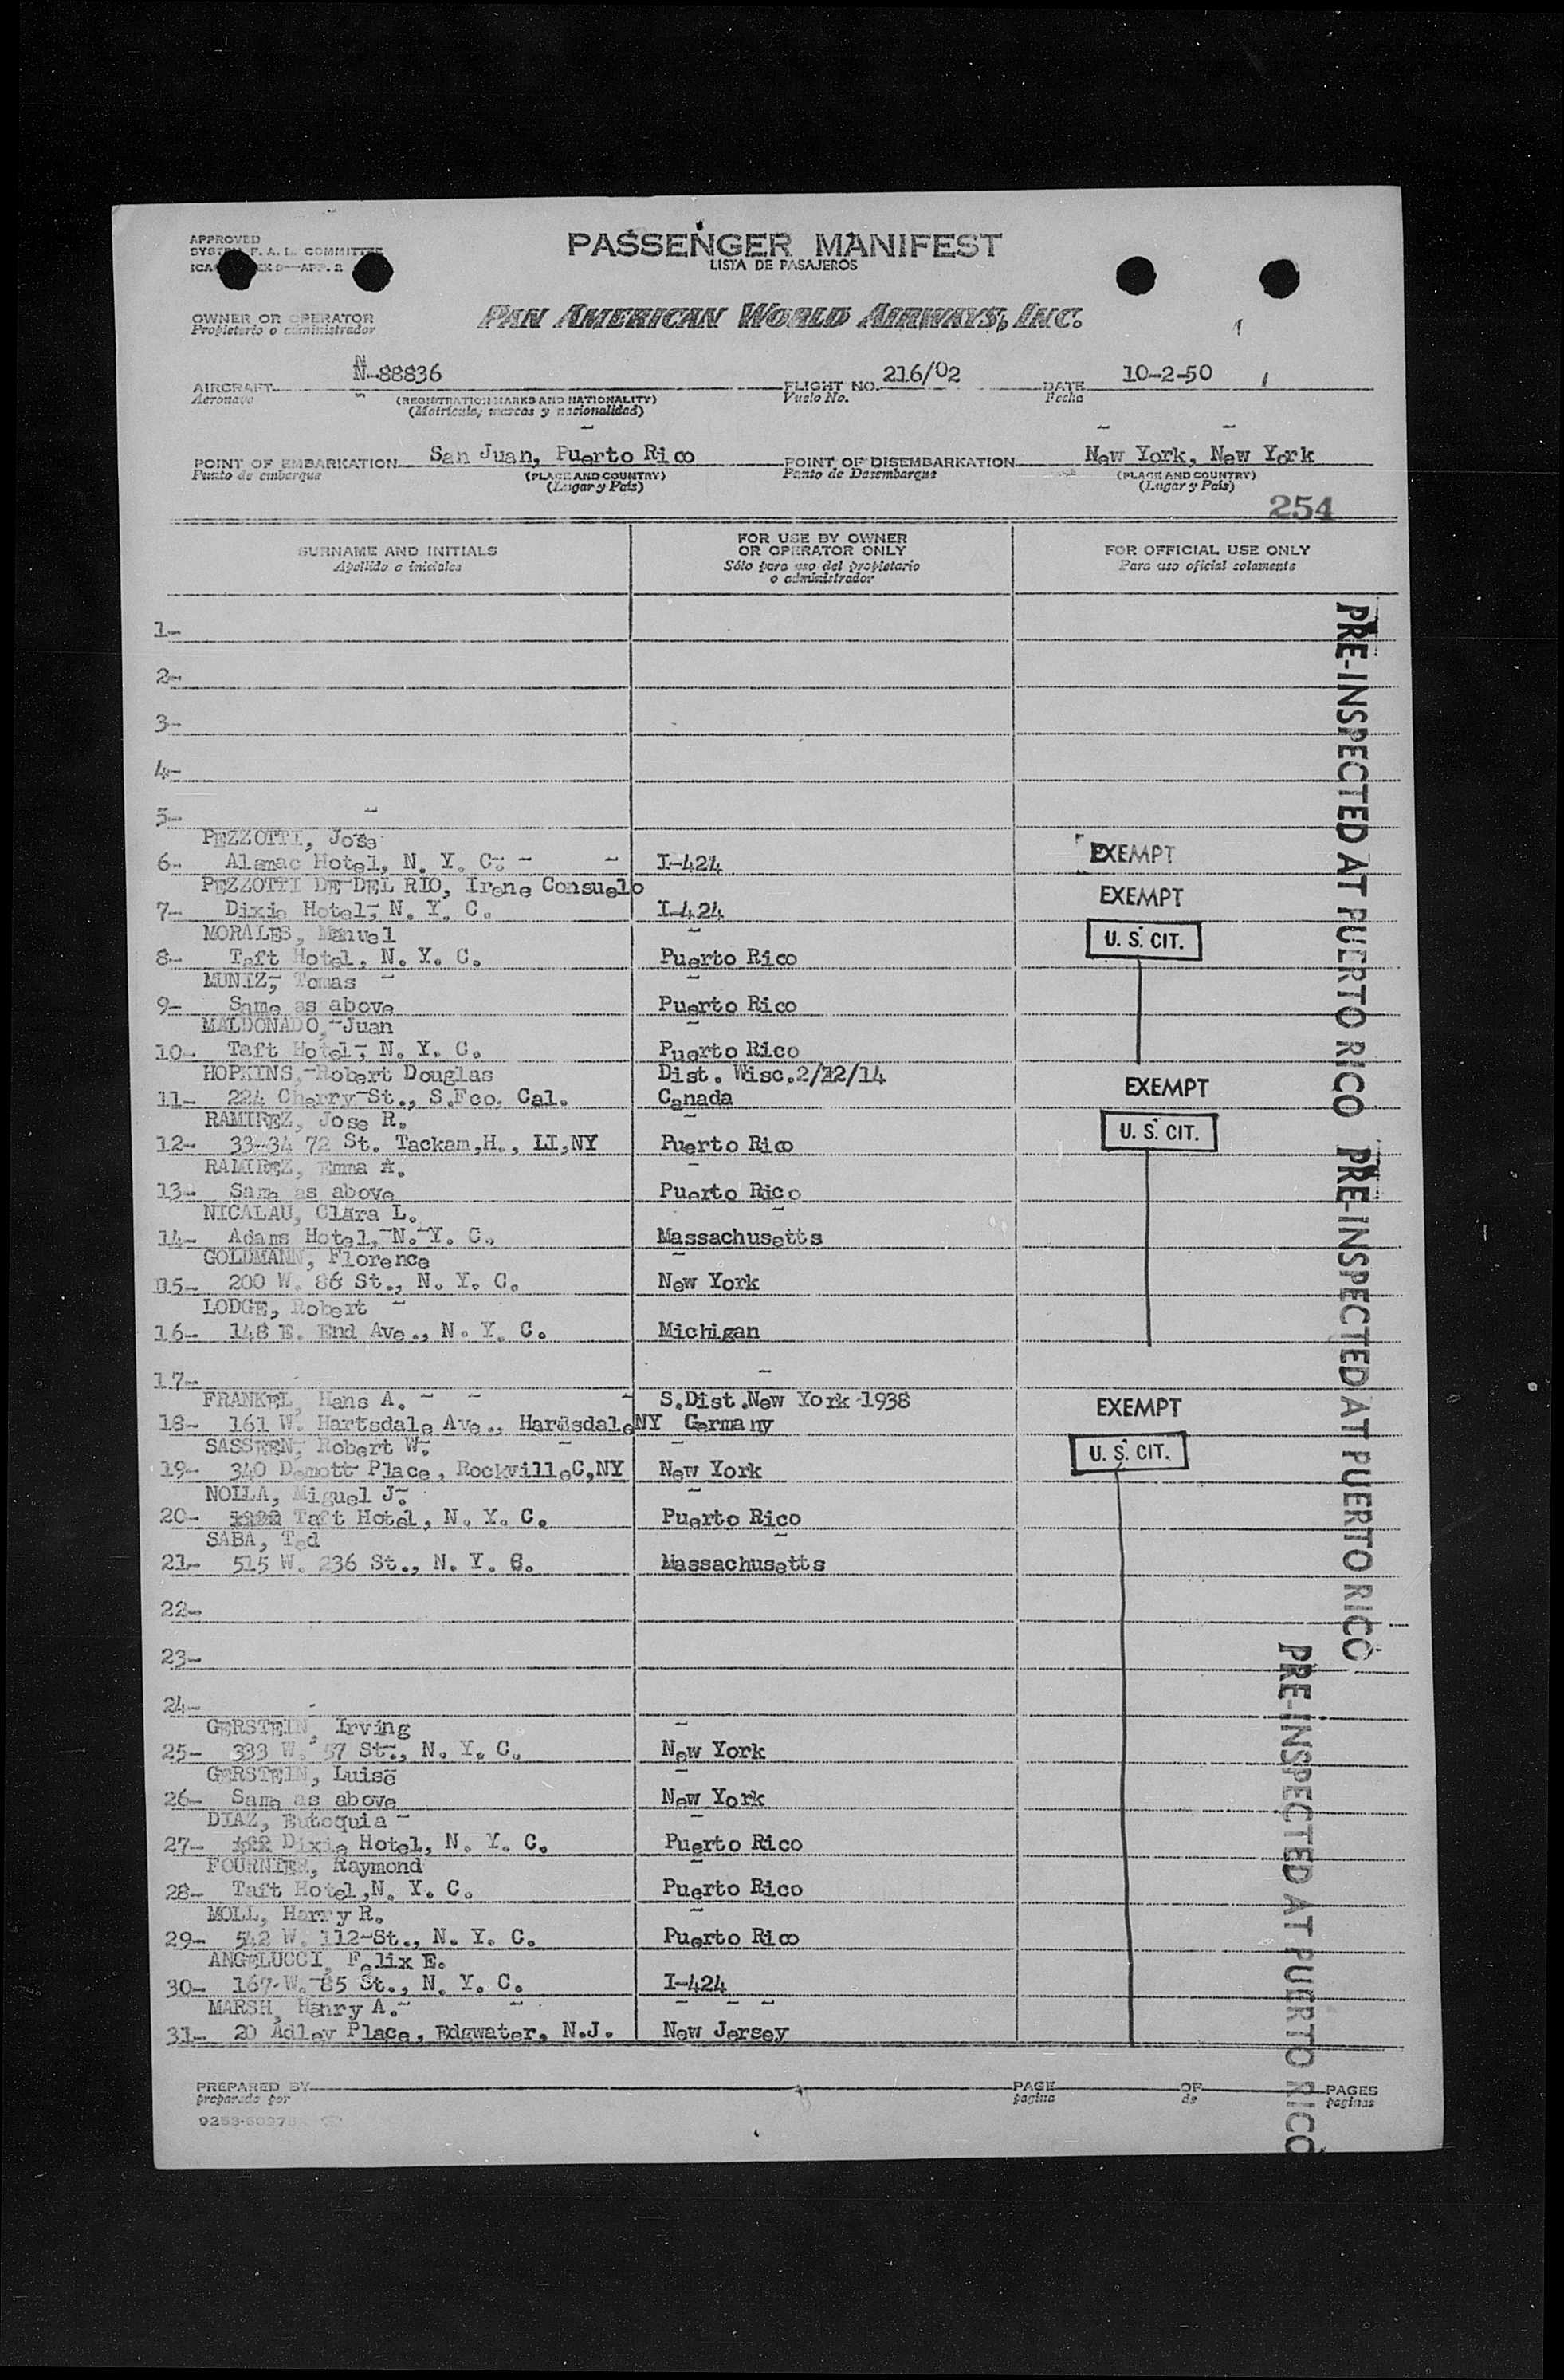 APPROVED
PASSENGER MANIFEST
LISTA DE PASAJEROS
OWNER OR OPERATOR
Propietario o administrador
PAN AMERICAN WORLD AIRWAYS, INC.
N-88836
216/02
10-2-50
AIRCRAFT
FLIGHT NO.
DATE
Aeronave
(REGISTRATION MARKS AND NATIONALITY)
Vuelo No.
Fecha
(Matrícula, marcas y nacionalidad)
San Juan, Puerto Rico
New York, New York
POINT OF EMBARKATION
POINT OF DISEMBARKATION
Punto de embarque
(PLACE AND COUNTRY)
Punto de Desembarque
(PLACE AND COUNTRY)
(Lugar y País)
(Lugar y País)
254
SURNAME AND INITIALS
Apellido e iniciales
FOR USE BY OWNER
OR OPERATOR ONLY
Sólo para uso del propietario
o administrador
FOR OFFICIAL USE ONLY
Para uso oficial solamente
1-
2-
3-
4-
5-
PEZZOTTI, Jose
6- Alamac Hotel, N. Y. C. I-424 EXEMPT
PEZZOTTI DE DEL RIO, Irene Consuelo
7- Dixie Hotel, N. Y. C. I-424 EXEMPT
MORALES, Manuel
8- Taft Hotel, N. Y. C. Puerto Rico U. S. CIT.
MUNIZ, Tomas
9- Same as above Puerto Rico
MALDONADO, Juan
10- Taft Hotel, N. Y. C. Puerto Rico
HOPKINS, Robert Douglas Dist. Wisc.2/12/14
11- 224 Cherry St., S.Fco. Cal. Canada EXEMPT
RAMIREZ, Jose R.
12- 33-34 72 St. Tackam,H., LI,NY Puerto Rico U. S. CIT.
RAMIREZ, Emma A.
13- Same as above Puerto Rico
NICALAU, Clara L.
14- Adams Hotel, N. Y. C. Massachusetts
GOLDMANN, Florence
15- 200 W. 86 St., N. Y. C. New York
LODGE, Robert
16- 148 E. End Ave., N. Y. C. Michigan
17-
FRANKEL, Hans A. S.Dist.New York 1938
18- 161 W. Hartsdale Ave., Hardsdale NY Germany EXEMPT
SASSEEN, Robert W.
19- 340 Demott Place, RockvilleC,NY New York U. S. CIT.
NOILA, Miguel J.
20- Taft Hotel, N. Y. C. Puerto Rico
SABA, Ted
21- 515 W. 236 St., N. Y. C. Massachusetts
22-
23-
24-
GERSTEIN, Irving
25- 333 W. 57 St., N. Y. C. New York
GERSTEIN, Luise
26- Same as above New York
DIAZ, Eutoquia
27- Dixie Hotel, N. Y. C. Puerto Rico
FOURNIER, Raymond
28- Taft Hotel,N. Y. C. Puerto Rico
MOLL, Harry R.
29- 542 W. 112 St., N. Y. C. Puerto Rico
ANGELUCCI, Felix E.
30- 167 W. 85 St., N. Y. C. I-424
MARSH, Henry A.
31- 20 Adley Place, Edgwater, N.J. New Jersey
PREPARED BY
PAGE
OF
PAGES
preparado por
pagina
de
paginas
PRE-INSPECTED AT PUERTO RICO
PRE-INSPECTED AT PUERTO RICO
PRE-INSPECTED AT PUERTO RICO